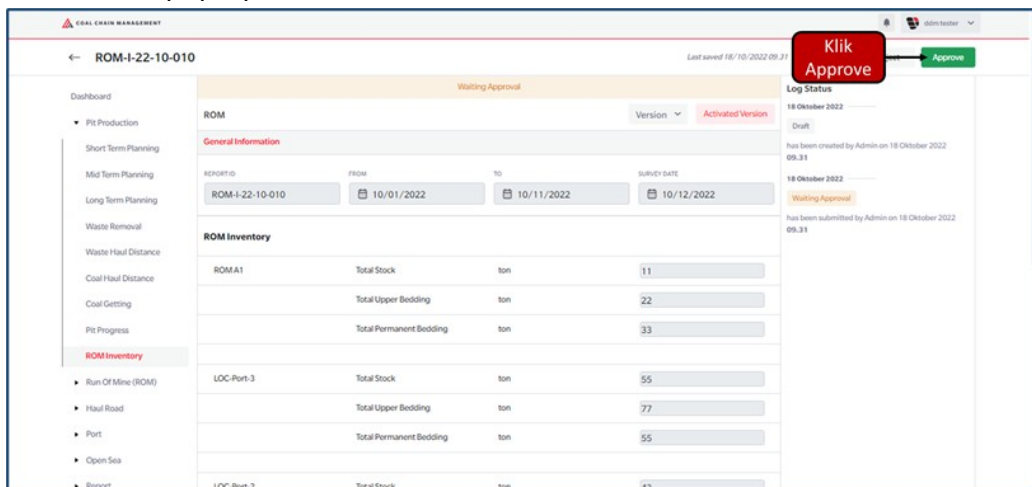 COAL CHAIN MANAGEMENT
ddm tester
← ROM-I-22-10-010
Last saved 18/10/2022 09.31
Klik
Approve
Approve
Dashboard
Pit Production
Short Term Planning
Mid Term Planning
Long Term Planning
Waste Removal
Waste Haul Distance
Coal Haul Distance
Coal Getting
Pit Progress
ROM Inventory
Run Of Mine (ROM)
Haul Road
Port
Open Sea
Report
Waiting Approval
ROM
Version
Activated Version
General Information
REPORT ID
FROM
TO
SURVEY DATE
ROM-I-22-10-010
10/01/2022
10/11/2022
10/12/2022
ROM Inventory
ROM A1 Total Stock ton 11
Total Upper Bedding ton 22
Total Permanent Bedding ton 33
LOC-Port-3 Total Stock ton 55
Total Upper Bedding ton 77
Total Permanent Bedding ton 55
LOC-Port-2 Total Stock ton
Log Status
18 Oktober 2022
Draft
has been created by Admin on 18 Oktober 2022
09.31
18 Oktober 2022
Waiting Approval
has been submitted by Admin on 18 Oktober 2022
09.31